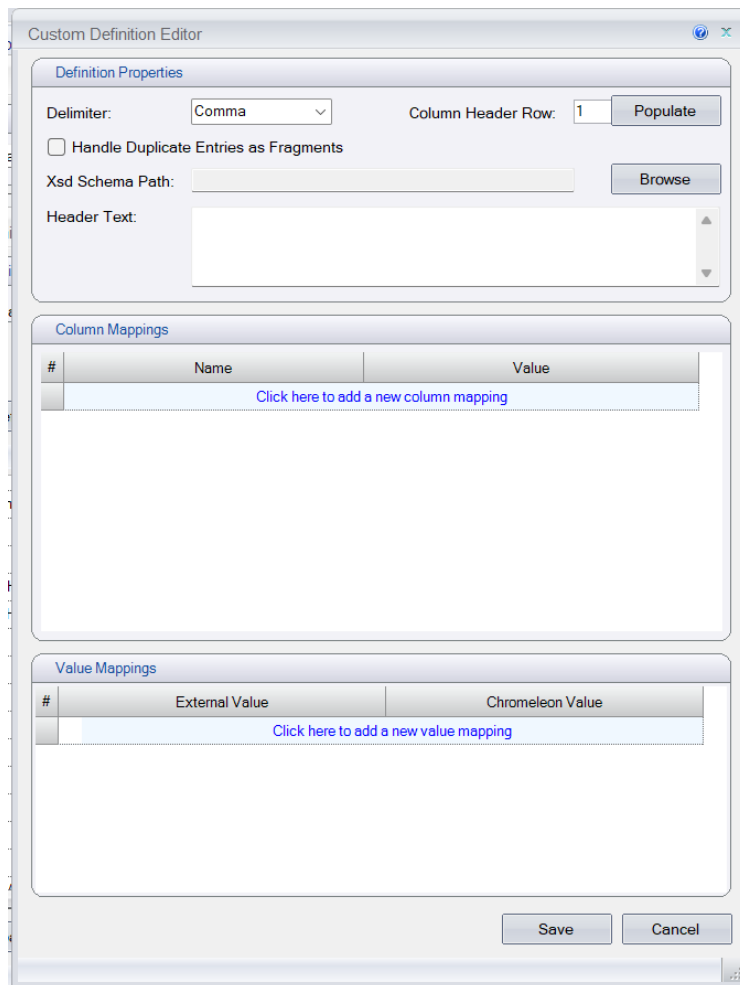 Custom Definition Editor
Definition Properties
Delimiter: Comma Column Header Row: 1 Populate
Handle Duplicate Entries as Fragments
Xsd Schema Path: Browse
Header Text:
Column Mappings
# Name Value
Click here to add a new column mapping
Value Mappings
# External Value Chromeleon Value
Click here to add a new value mapping
Save Cancel